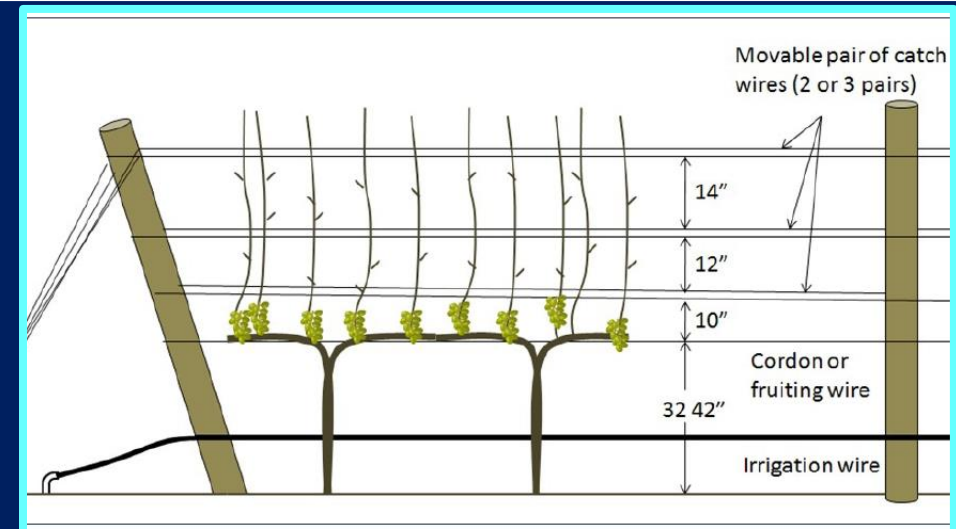 Movable pair of catch
wires (2 or 3 pairs)
14”
12”
10”
Cordon or
fruiting wire
32 42”
Irrigation wire